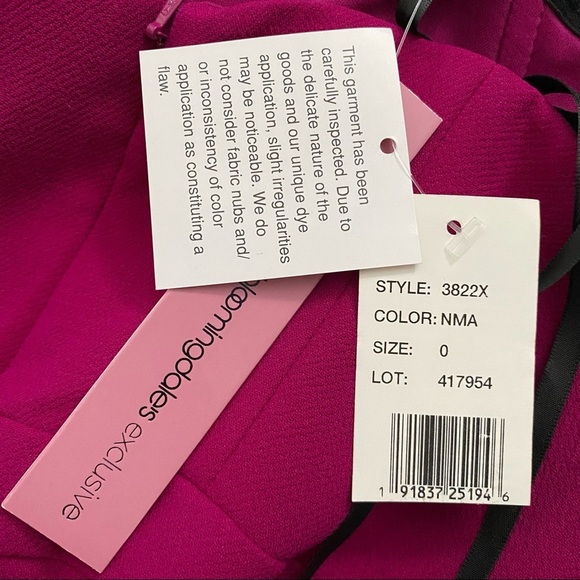 This garment has been
carefully inspected. Due to
the delicate nature of the
goods and our unique dye
application, slight irregularities
may be noticeable. We do
not consider fabric nubs and/
or inconsistency of color
application as constituting a
flaw.
bloomingdale's exclusive
STYLE: 3822X
COLOR: NMA
SIZE: 0
LOT: 417954
1 91837 25194 6